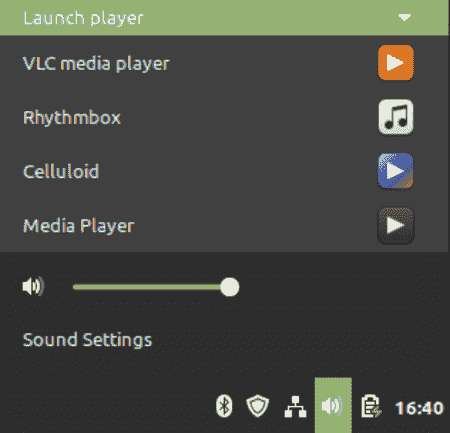 Launch player
VLC media player
Rhythmbox
Celluloid
Media Player
Sound Settings
16:40